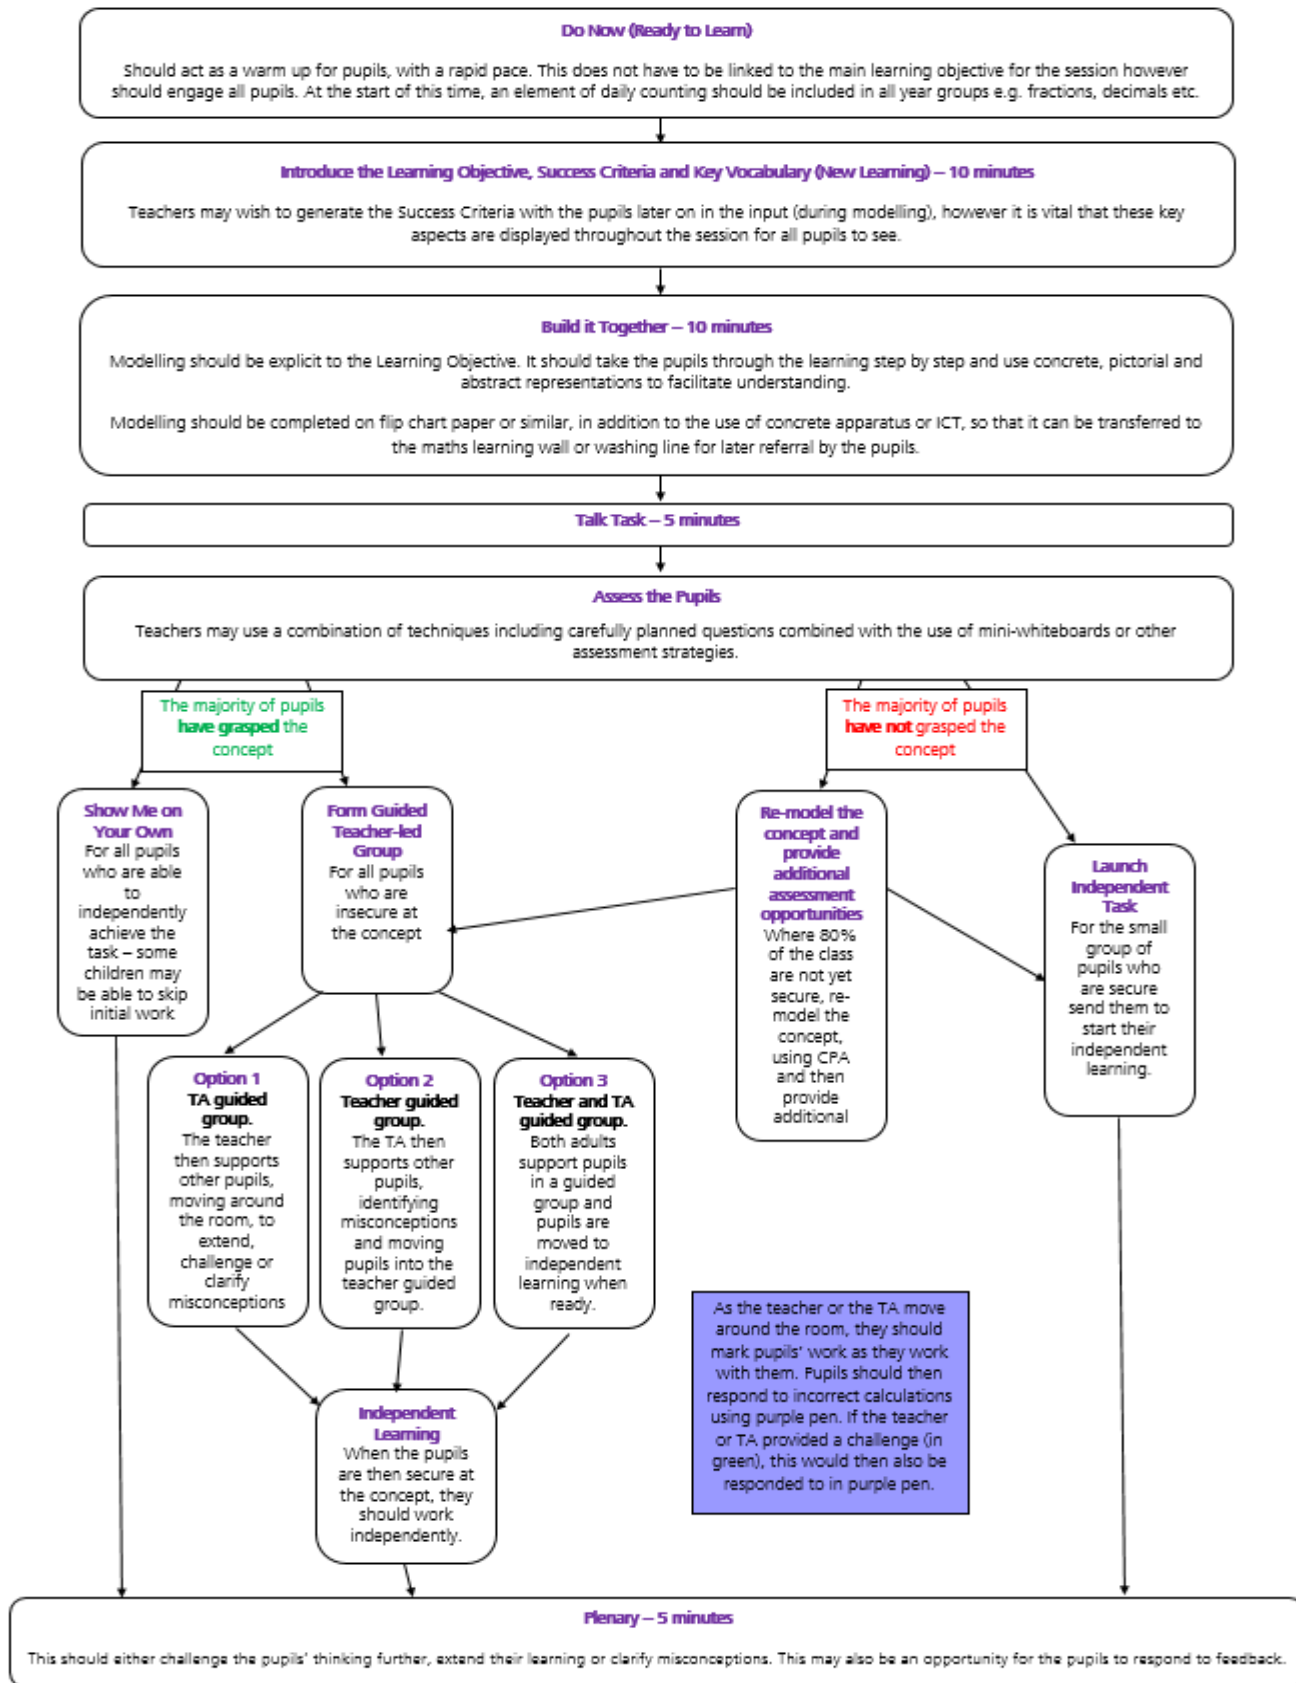 Do Now (Ready to Learn)
Should act as a warm up for pupils, with a rapid pace. This does not have to be linked to the main learning objective for the session however
should engage all pupils. At the start of this time, an element of daily counting should be included in all year groups e.g. fractions, decimals etc.
Introduce the Learning Objective, Success Criteria and Key Vocabulary (New Learning) – 10 minutes
Teachers may wish to generate the Success Criteria with the pupils later on in the input (during modelling), however it is vital that these key
aspects are displayed throughout the session for all pupils to see.
Build it Together – 10 minutes
Modelling should be explicit to the Learning Objective. It should take the pupils through the learning step by step and use concrete, pictorial and
abstract representations to facilitate understanding.
Modelling should be completed on flip chart paper or similar, in addition to the use of concrete apparatus or ICT, so that it can be transferred to
the maths learning wall or washing line for later referral by the pupils.
Talk Task – 5 minutes
Assess the Pupils
Teachers may use a combination of techniques including carefully planned questions combined with the use of mini-whiteboards or other
assessment strategies.
The majority of pupils
have grasped the
concept
The majority of pupils
have not grasped the
concept
Show Me on
Your Own
For all pupils
who are able
to
independently
achieve the
task – some
children may
be able to skip
initial work
Form Guided
Teacher-led
Group
For all pupils
who are
insecure at
the concept
Re-model the
concept and
provide
additional
assessment
opportunities
Where 80%
of the class
are not yet
secure, re-
model the
concept,
using CPA
and then
provide
additional
Launch
Independent
Task
For the small
group of
pupils who
are secure
send them to
start their
independent
learning.
Option 1
TA guided
group.
The teacher
then supports
other pupils,
moving around
the room, to
extend,
challenge or
clarify
misconceptions
Option 2
Teacher guided
group.
The TA then
supports other
pupils,
identifying
misconceptions
and moving
pupils into the
teacher guided
group.
Option 3
Teacher and TA
guided group.
Both adults
support pupils
in a guided
group and
pupils are
moved to
independent
learning when
ready.
As the teacher or the TA move
around the room, they should
mark pupils' work as they work
with them. Pupils should then
respond to incorrect calculations
using purple pen. If the teacher
or TA provided a challenge (in
green), this would then also be
responded to in purple pen.
Independent
Learning
When the pupils
are then secure at
the concept, they
should work
independently.
Plenary – 5 minutes
This should either challenge the pupils' thinking further, extend their learning or clarify misconceptions. This may also be an opportunity for the pupils to respond to feedback.